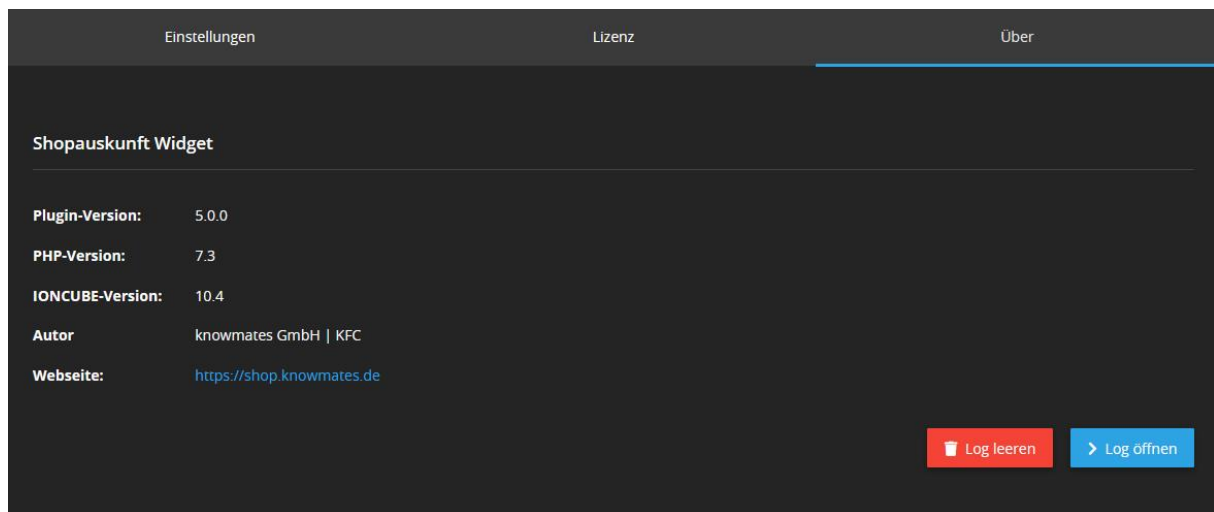 Einstellungen Lizenz Über
Shopauskunft Widget
Plugin-Version: 5.0.0
PHP-Version: 7.3
IONCUBE-Version: 10.4
Autor knowmates GmbH | KFC
Webseite: https://shop.knowmates.de
Log leeren Log öffnen